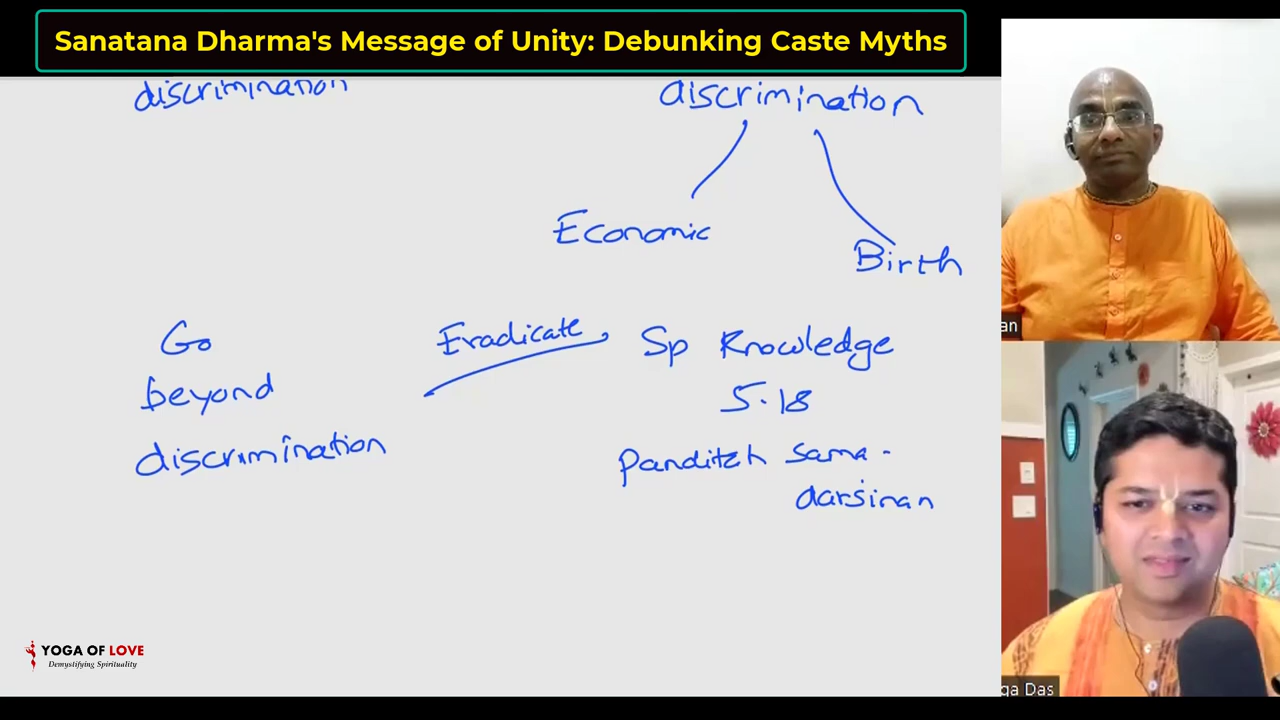 Sanatana Dharma's Message of Unity: Debunking Caste Myths
discrimination
discrimination
Economic
Birth
Go
beyond
discrimination
Eradicate
Sp Knowledge
5.18
Panditah Sama -
darsinan
an
YOGA OF LOVE
Demystifying Spirituality
ga Das